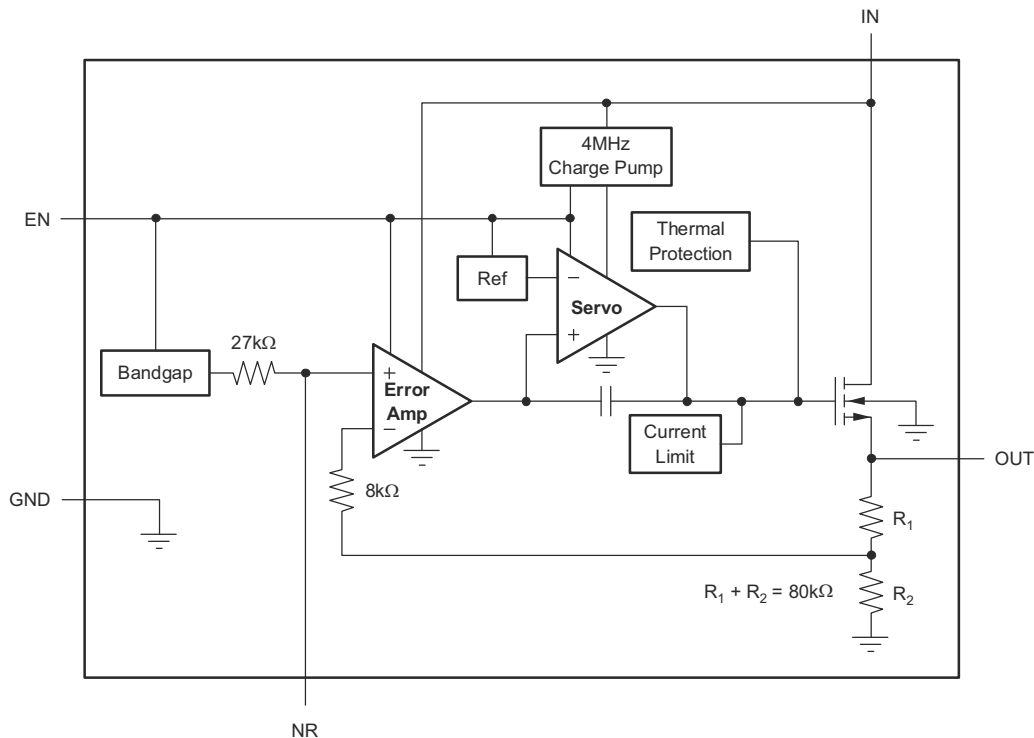 IN
4MHz
Charge Pump
EN
Thermal
Protection
Ref
−
Servo
+
27kΩ
Bandgap
+
Error
Amp
−
Current
Limit
OUT
8kΩ
GND
R₁
R₁ + R₂ = 80kΩ
R₂
NR